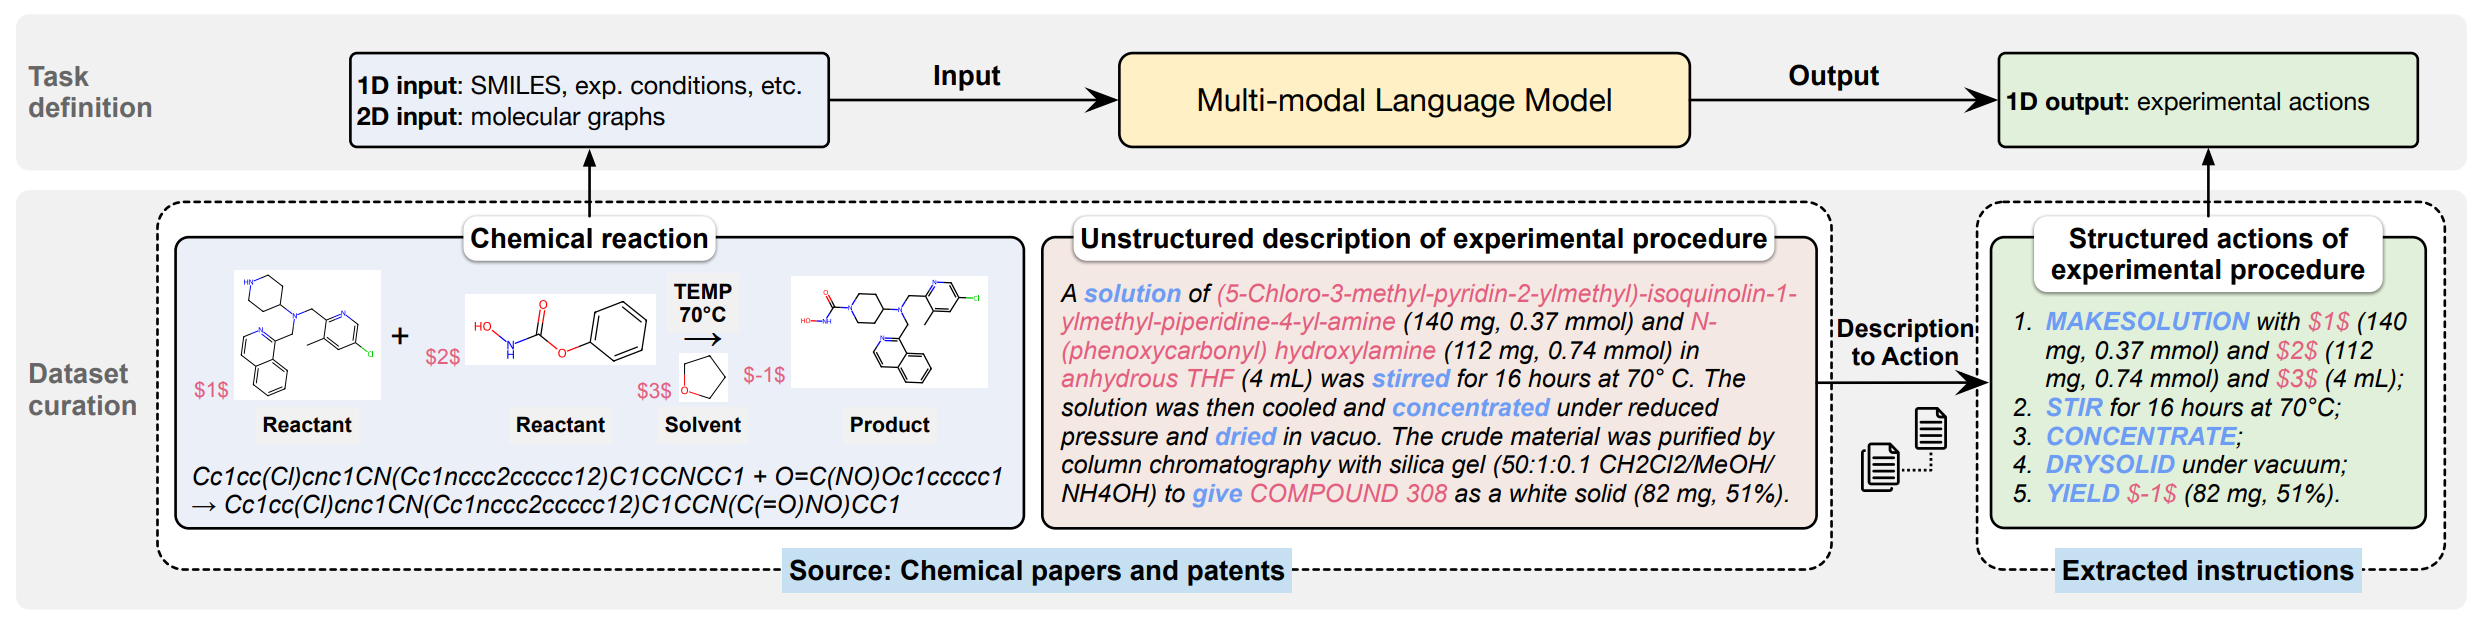 Task
definition
1D input: SMILES, exp. conditions, etc.
2D input: molecular graphs
Input
Multi-modal Language Model
Output
1D output: experimental actions
Dataset
curation
Chemical reaction
HN
N
N
N
Cl
$1$
Reactant
+
HO
N
H
O
O
$2$
Reactant
TEMP
70°C
O
$3$
Solvent
$-1$
O
HO
NH
N
N
N
Cl
N
Product
Cc1cc(Cl)cnc1CN(Cc1nccc2ccccc12)C1CCNCC1 + O=C(NO)Oc1ccccc1
→ Cc1cc(Cl)cnc1CN(Cc1nccc2ccccc12)C1CCN(C(=O)NO)CC1
Unstructured description of experimental procedure
A solution of (5-Chloro-3-methyl-pyridin-2-ylmethyl)-isoquinolin-1-
ylmethyl-piperidine-4-yl-amine (140 mg, 0.37 mmol) and N-
(phenoxycarbonyl) hydroxylamine (112 mg, 0.74 mmol) in
anhydrous THF (4 mL) was stirred for 16 hours at 70° C. The
solution was then cooled and concentrated under reduced
pressure and dried in vacuo. The crude material was purified by
column chromatography with silica gel (50:1:0.1 CH2Cl2/MeOH/
NH4OH) to give COMPOUND 308 as a white solid (82 mg, 51%).
Source: Chemical papers and patents
Description
to Action
Structured actions of
experimental procedure
1. MAKESOLUTION with $1$ (140
mg, 0.37 mmol) and $2$ (112
mg, 0.74 mmol) and $3$ (4 mL);
2. STIR for 16 hours at 70°C;
3. CONCENTRATE;
4. DRYSOLID under vacuum;
5. YIELD $-1$ (82 mg, 51%).
Extracted instructions